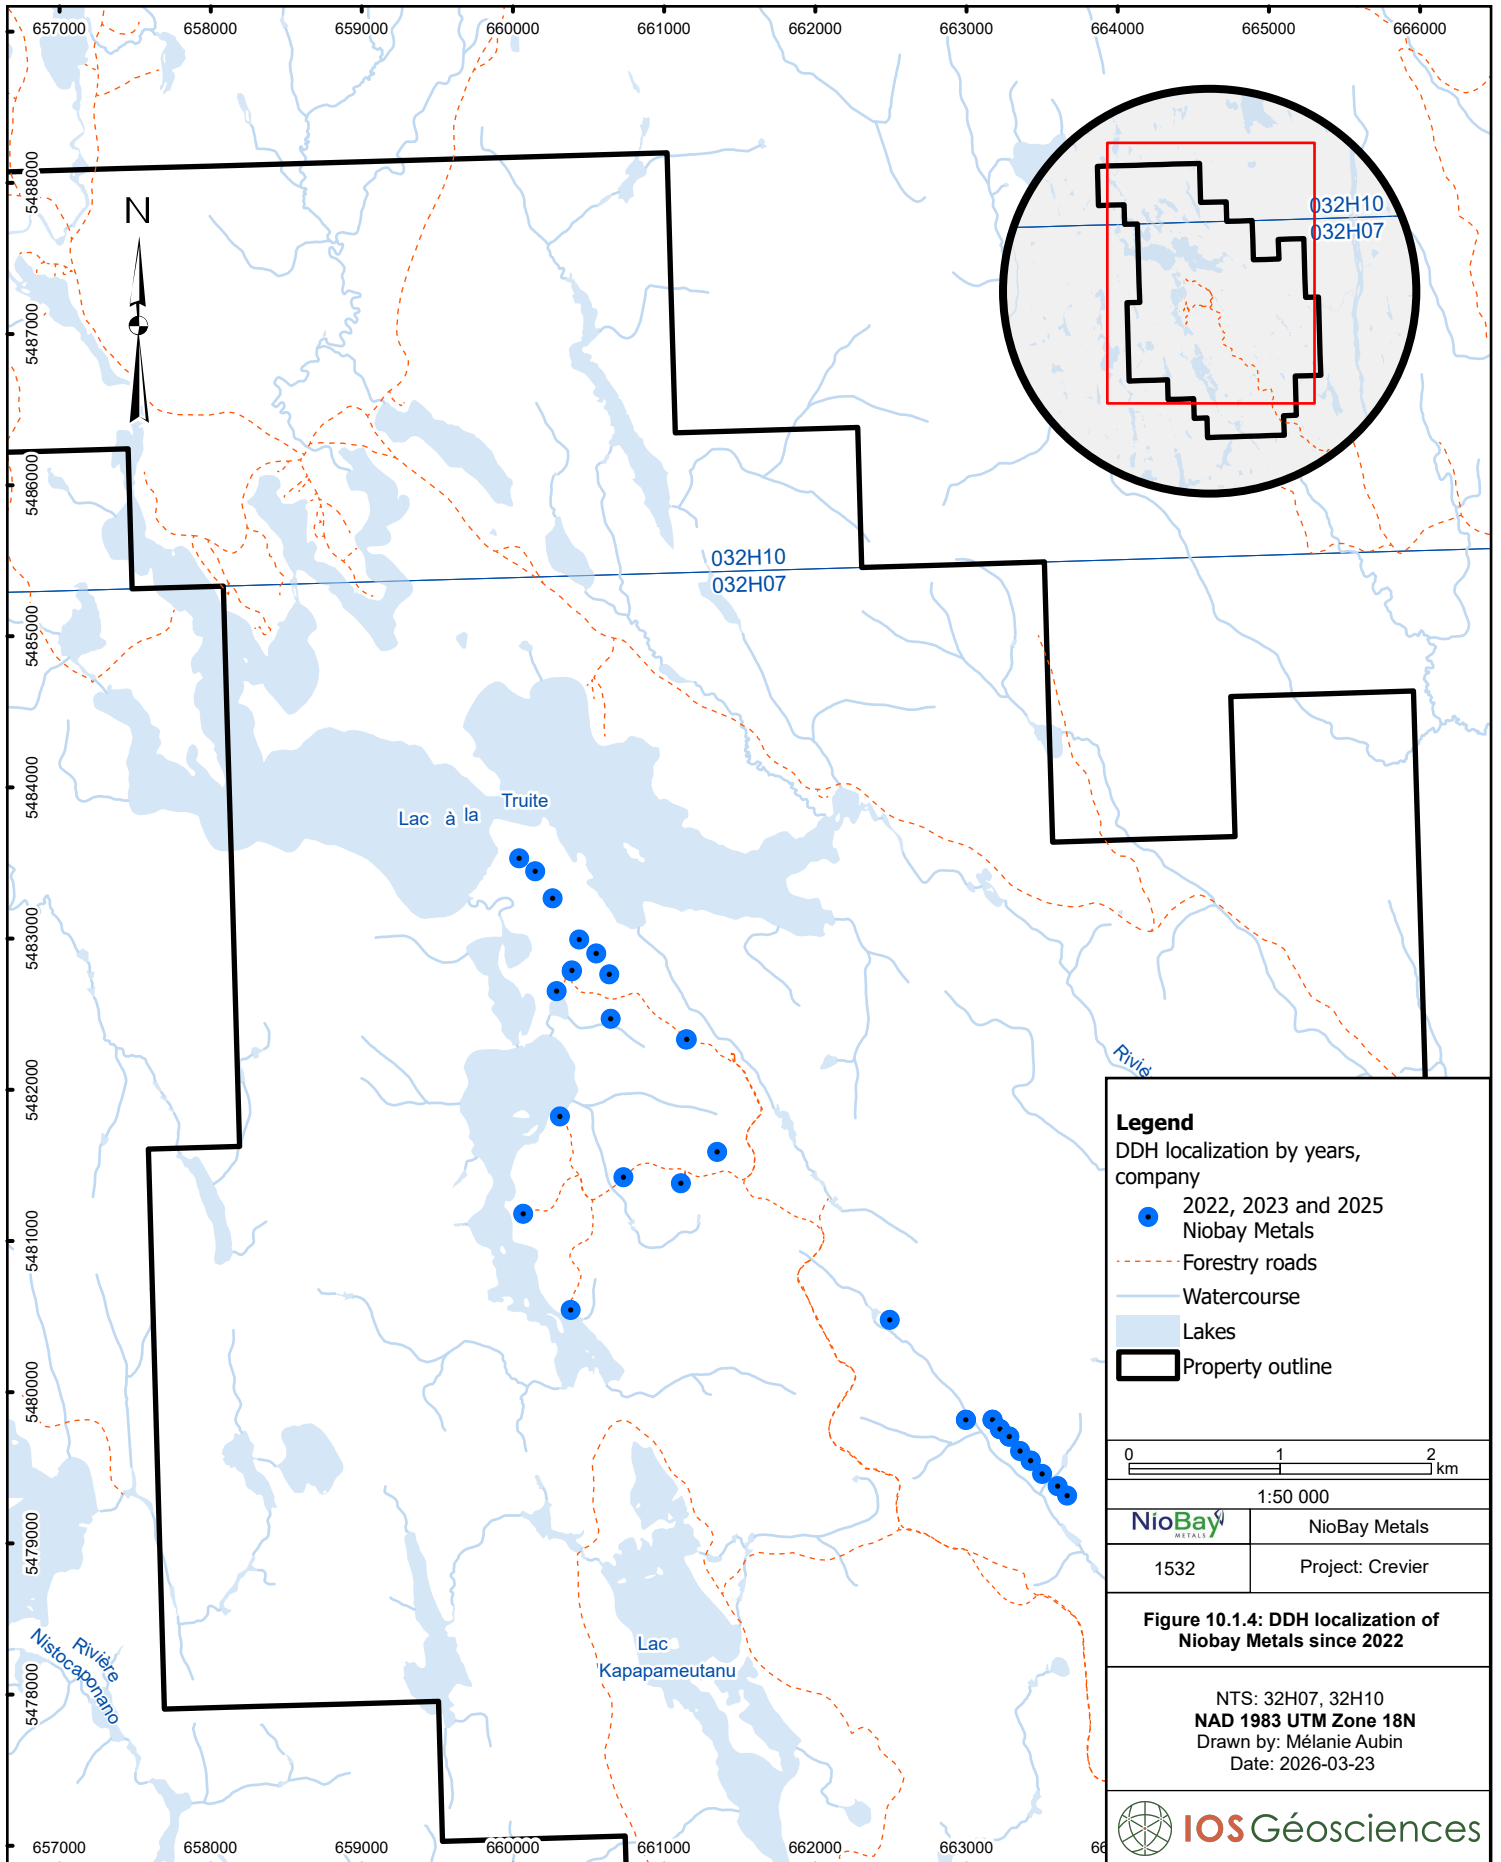 657000 658000 659000 660000 661000 662000 663000 664000 665000 666000
5488000
5487000
5486000
5485000
5484000
5483000
5482000
5481000
5480000
5479000
5478000
N
032H10
032H07
032H10
032H07
Lac à la Truite
Riviè
Rivière
Nistocaponano
Lac
Kapapameutanu
Legend
DDH localization by years,
company
2022, 2023 and 2025
Niobay Metals
Forestry roads
Watercourse
Lakes
Property outline
0 1 2
km
1:50 000
NioBay
METALS
NioBay Metals
1532
Project: Crevier
Figure 10.1.4: DDH localization of
Niobay Metals since 2022
NTS: 32H07, 32H10
NAD 1983 UTM Zone 18N
Drawn by: Mélanie Aubin
Date: 2026-03-23
IOS Géosciences
657000 658000 659000 660000 661000 662000 663000 66